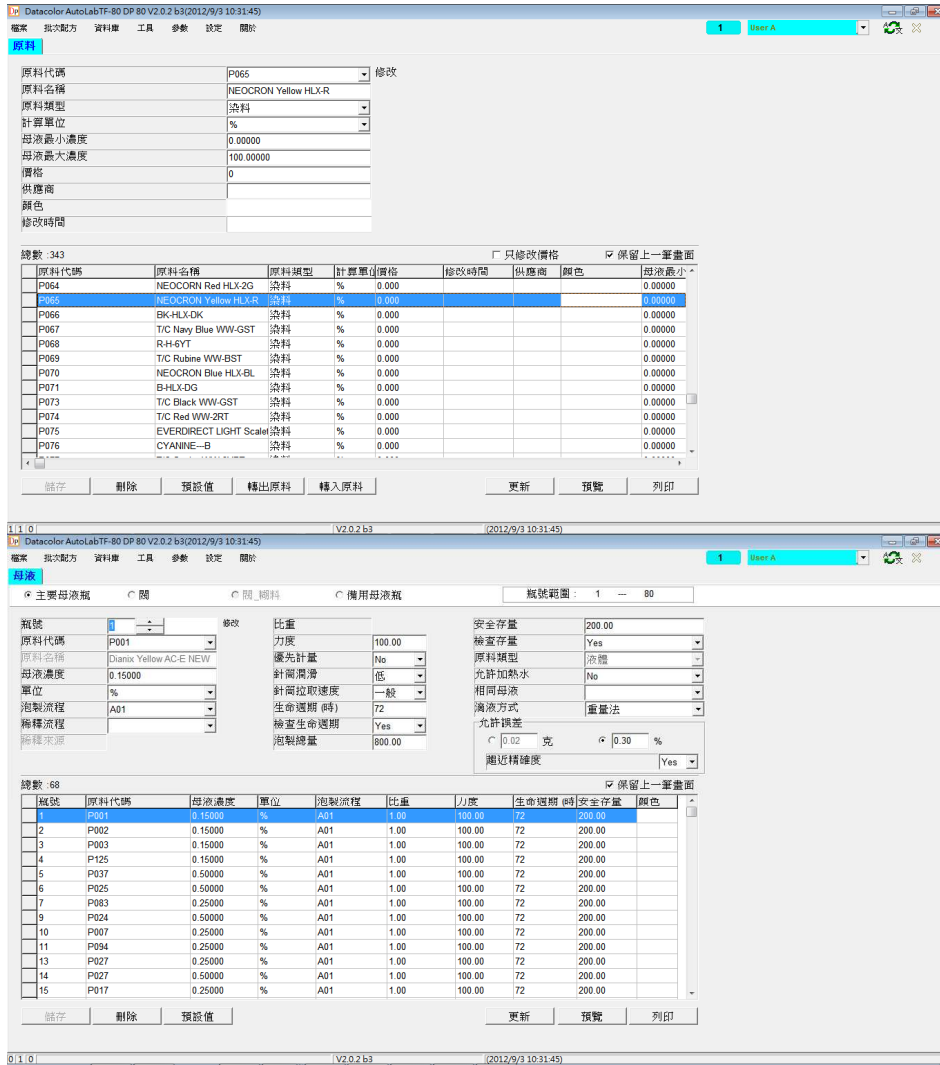 Datacolor AutoLabTF-80 DP 80 V2.0.2 b3(2012/9/3 10:31:45)
檔案 批次配方 資料庫 工具 參數 設定 關於 1 User A
原料
原料代碼 P065 修改
原料名稱 NEOCRON Yellow HLX-R
原料類型 染料
計算單位 %
母液最小濃度 0.00000
母液最大濃度 100.00000
價格 0
供應商
顏色
修改時間
總數 :343 只修改價格 保留上一筆畫面
原料代碼 原料名稱 原料類型 計算單位 價格 修改時間 供應商 顏色 母液最小
P064 NEOCORN Red HLX-2G 染料 % 0.000 0.00000
P065 NEOCRON Yellow HLX-R 染料 % 0.000 0.00000
P066 BK-HLX-DK 染料 % 0.000 0.00000
P067 T/C Navy Blue WW-GST 染料 % 0.000 0.00000
P068 R-H-6YT 染料 % 0.000 0.00000
P069 T/C Rubine WW-BST 染料 % 0.000 0.00000
P070 NEOCRON Blue HLX-BL 染料 % 0.000 0.00000
P071 B-HLX-DG 染料 % 0.000 0.00000
P073 T/C Black WW-GST 染料 % 0.000 0.00000
P074 T/C Red WW-2RT 染料 % 0.000 0.00000
P075 EVERDIRECT LIGHT Scalet 染料 % 0.000 0.00000
P076 CYANINE---B 染料 % 0.000 0.00000
儲存 刪除 預設值 轉出原料 轉入原料 更新 預覽 列印
1 1 0 V2.0.2 b3 (2012/9/3 10:31:45)
Datacolor AutoLabTF-80 DP 80 V2.0.2 b3(2012/9/3 10:31:45)
檔案 批次配方 資料庫 工具 參數 設定 關於 1 User A
母液
主要母液瓶 閥 閥_糊料 備用母液瓶 瓶號範圍 : 1 --- 80
瓶號 1 修改 比重 安全存量 200.00
原料代碼 P001 力度 100.00 檢查存量 Yes
原料名稱 Dianix Yellow AC-E NEW 優先計量 No 原料類型 液體
母液濃度 0.15000 針筒潤滑 低 允許加熱水 No
單位 % 針筒拉取速度 一般 相同母液
泡製流程 A01 生命週期 (時) 72 滴液方式 重量法
稀釋流程 檢查生命週期 Yes 允許誤差
稀釋來源 泡製總量 800.00 0.02 克 0.30 %
趨近精確度 Yes
總數 :68 保留上一筆畫面
瓶號 原料代碼 母液濃度 單位 泡製流程 比重 力度 生命週期 (時 安全存量 顏色
1 P001 0.15000 % A01 1.00 100.00 72 200.00
2 P002 0.15000 % A01 1.00 100.00 72 200.00
3 P003 0.15000 % A01 1.00 100.00 72 200.00
4 P125 0.15000 % A01 1.00 100.00 72 200.00
5 P037 0.50000 % A01 1.00 100.00 72 200.00
6 P025 0.50000 % A01 1.00 100.00 72 200.00
7 P083 0.25000 % A01 1.00 100.00 72 200.00
9 P024 0.50000 % A01 1.00 100.00 72 200.00
10 P007 0.25000 % A01 1.00 100.00 72 200.00
11 P094 0.25000 % A01 1.00 100.00 72 200.00
13 P027 0.25000 % A01 1.00 100.00 72 200.00
14 P027 0.50000 % A01 1.00 100.00 72 200.00
15 P017 0.25000 % A01 1.00 100.00 72 200.00
儲存 刪除 預設值 更新 預覽 列印
0 1 0 V2.0.2 b3 (2012/9/3 10:31:45)